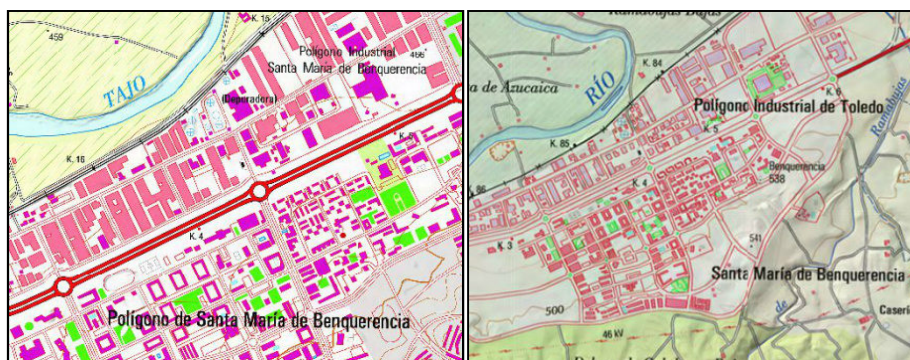 459
K. 15
Polígono Industrial
466
Santa María de Benquerencia
TAJO
(Depuradora)
K. 16
K. 5
K. 4
Polígono de Santa María de Benquerencia
Ramabujas Bajas
K. 84
a de Azucaica
RÍO
K. 6
Polígono Industrial de Toledo
K. 85
K. 5
Ramabujas
Benquerencia
538
K. 86
K. 4
K. 3
541
Santa María de Benquerencia
500
de
Caserí
46 kV